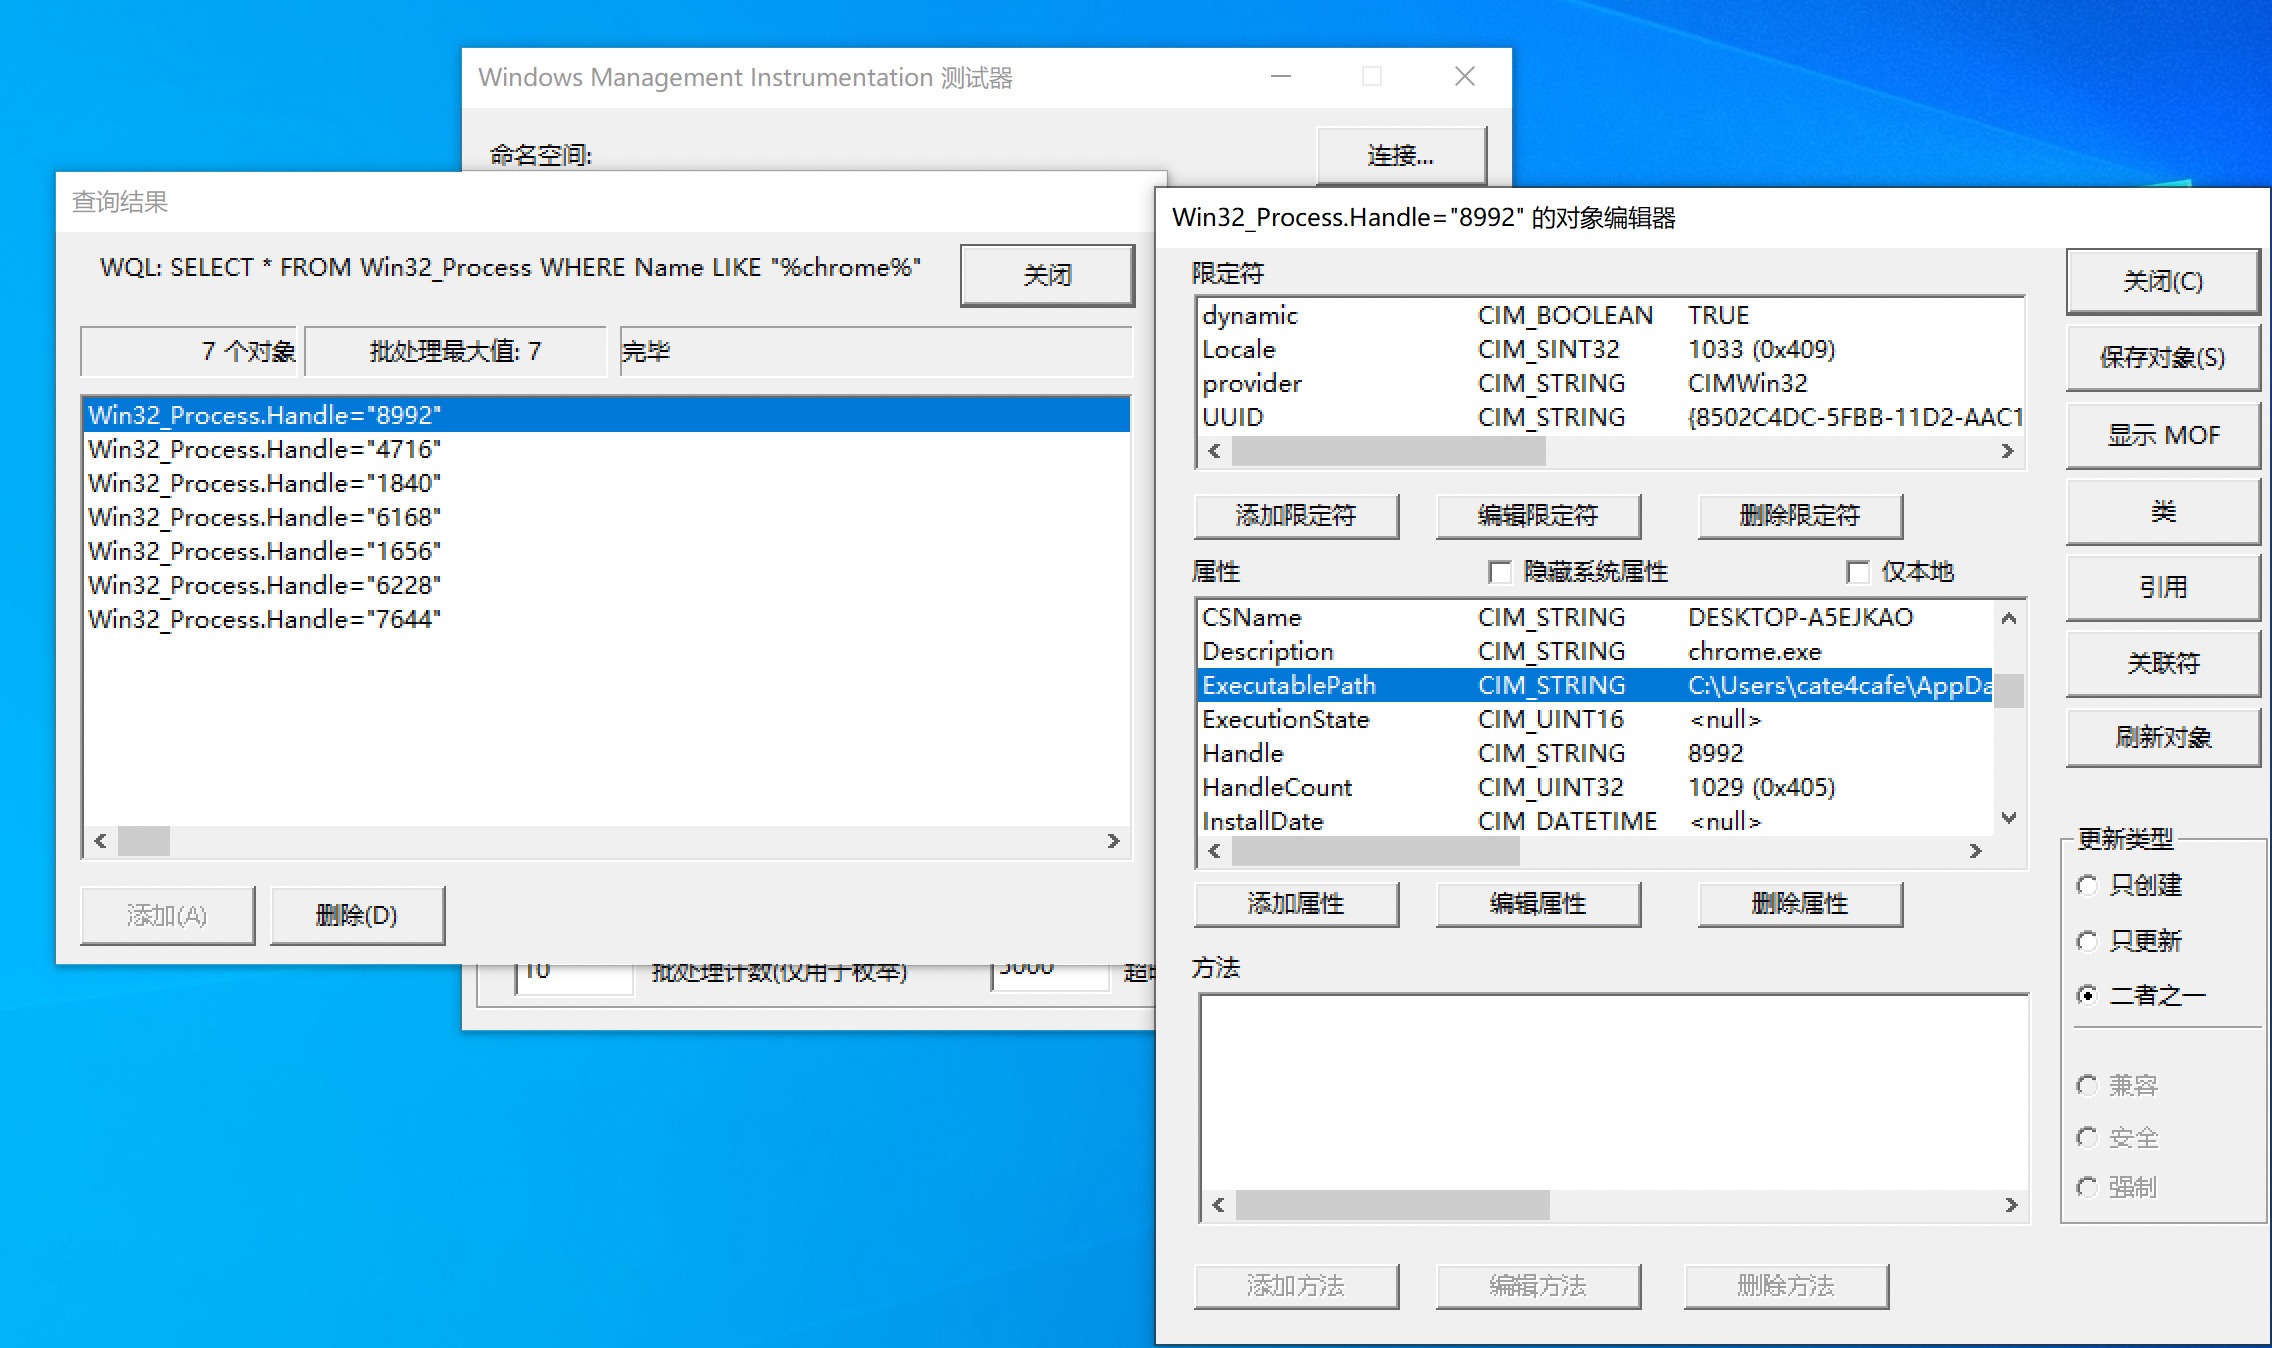 Windows Management Instrumentation 测试器
命名空间:
连接...
查询结果
WQL: SELECT * FROM Win32_Process WHERE Name LIKE "%chrome%"
关闭
7 个对象
批处理最大值: 7
完毕
Win32_Process.Handle="8992"
Win32_Process.Handle="4716"
Win32_Process.Handle="1840"
Win32_Process.Handle="6168"
Win32_Process.Handle="1656"
Win32_Process.Handle="6228"
Win32_Process.Handle="7644"
添加(A)
删除(D)
10
批处理计数(仅用于枚举)
5000
Win32_Process.Handle="8992" 的对象编辑器
限定符
dynamic CIM_BOOLEAN TRUE
Locale CIM_SINT32 1033 (0x409)
provider CIM_STRING CIMWin32
UUID CIM_STRING {8502C4DC-5FBB-11D2-AAC1
添加限定符
编辑限定符
删除限定符
属性
隐藏系统属性
仅本地
CSName CIM_STRING DESKTOP-A5EJKAO
Description CIM_STRING chrome.exe
ExecutablePath CIM_STRING C:\Users\cate4cafe\AppDa
ExecutionState CIM_UINT16 <null>
Handle CIM_STRING 8992
HandleCount CIM_UINT32 1029 (0x405)
InstallDate CIM_DATETIME <null>
添加属性
编辑属性
删除属性
方法
添加方法
编辑方法
删除方法
关闭(C)
保存对象(S)
显示 MOF
类
引用
关联符
刷新对象
更新类型
只创建
只更新
二者之一
兼容
安全
强制